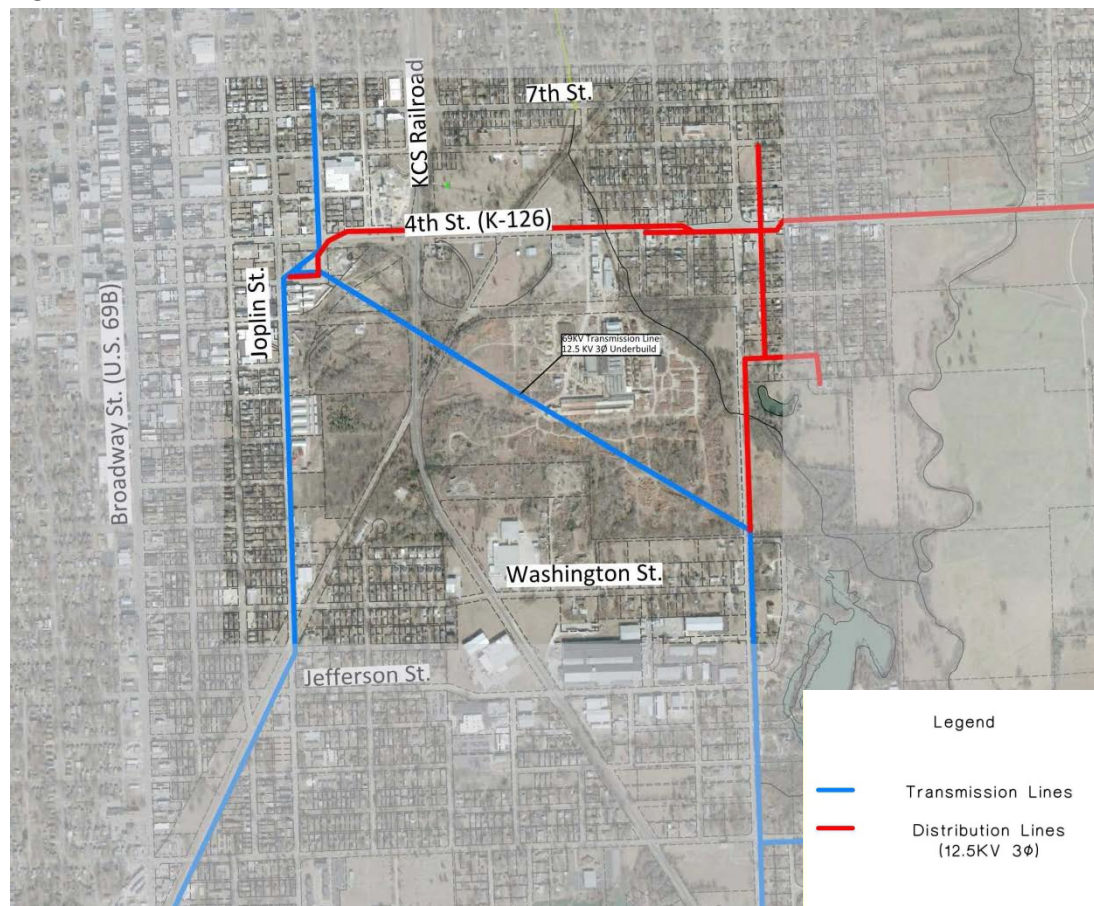 7th St.
KCS Railroad
4th St. (K-126)
Joplin St.
Broadway St. (U.S. 69B)
69KV Transmission Line
12.5 KV 3Ø Underbuild
Washington St.
Jefferson St.
Legend
Transmission Lines
Distribution Lines
(12.5KV 3Ø)